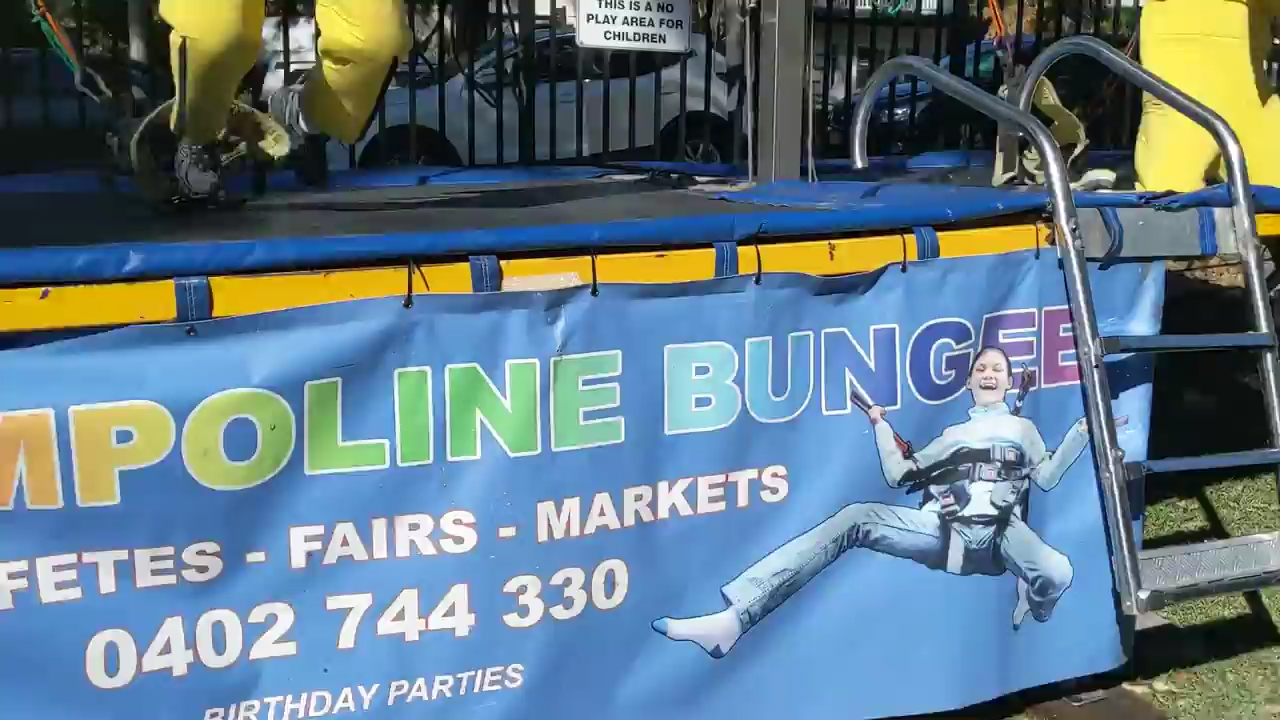 THIS IS A NO
PLAY AREA FOR
CHILDREN
MPOLINE BUNGEE
FETES - FAIRS - MARKETS
0402 744 330
BIRTHDAY PARTIES